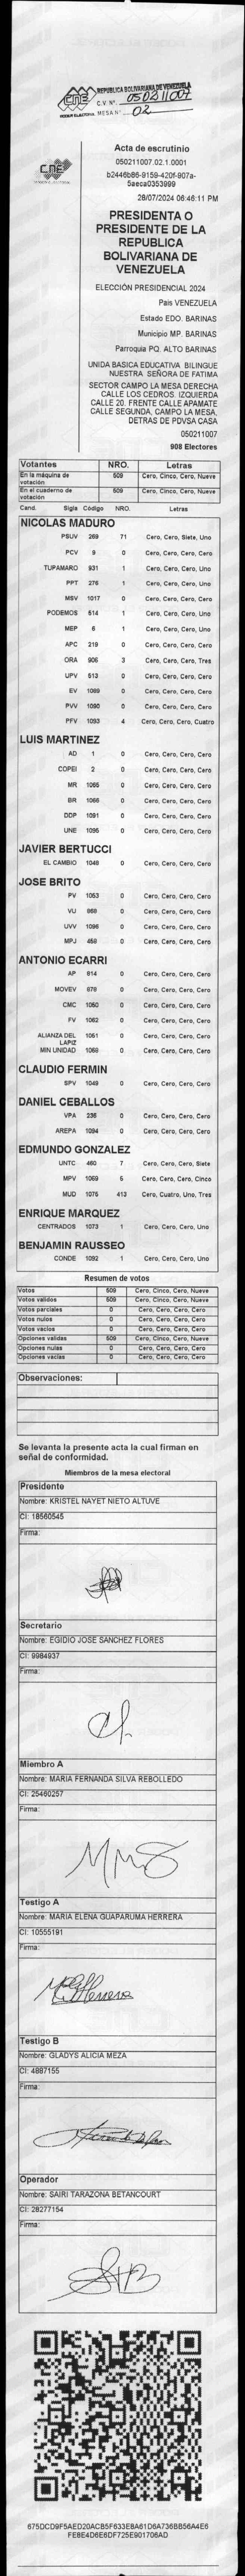 CNE
PODER ELECTORAL
REPÚBLICA BOLIVARIANA DE VENEZUELA
C.V. Nº. 050211007
MESA Nº 02
CNE
Acta de escrutinio
050211007.02.1.0001
b2446b86-9159-420f-907a-
5aeca0353999
28/07/2024 06:46:11 PM
PRESIDENTA O
PRESIDENTE DE LA
REPUBLICA
BOLIVARIANA DE
VENEZUELA
ELECCIÓN PRESIDENCIAL 2024
Pais VENEZUELA
Estado EDO. BARINAS
Municipio MP. BARINAS
Parroquia PQ. ALTO BARINAS
UNIDA BASICA EDUCATIVA BILINGUE
NUESTRA SEÑORA DE FATIMA
SECTOR CAMPO LA MESA DERECHA
CALLE LOS CEDROS. IZQUIERDA
CALLE 20. FRENTE CALLE APAMATE
CALLE SEGUNDA. CAMPO LA MESA.
DETRAS DE PDVSA CASA
050211007
908 Electores
Votantes NRO. Letras
En la máquina de votación 509 Cero, Cinco, Cero, Nueve
En el cuaderno de votación 509 Cero, Cinco, Cero, Nueve
Cand. Sigla Código NRO. Letras
NICOLAS MADURO
PSUV 269 71 Cero, Cero, Siete, Uno
PCV 9 0 Cero, Cero, Cero, Cero
TUPAMARO 931 1 Cero, Cero, Cero, Uno
PPT 276 1 Cero, Cero, Cero, Uno
MSV 1017 0 Cero, Cero, Cero, Cero
PODEMOS 514 1 Cero, Cero, Cero, Uno
MEP 6 1 Cero, Cero, Cero, Uno
APC 219 0 Cero, Cero, Cero, Cero
ORA 906 3 Cero, Cero, Cero, Tres
UPV 513 0 Cero, Cero, Cero, Cero
EV 1089 0 Cero, Cero, Cero, Cero
PVV 1090 0 Cero, Cero, Cero, Cero
PFV 1093 4 Cero, Cero, Cero, Cuatro
LUIS MARTINEZ
AD 1 0 Cero, Cero, Cero, Cero
COPEI 2 0 Cero, Cero, Cero, Cero
MR 1065 0 Cero, Cero, Cero, Cero
BR 1066 0 Cero, Cero, Cero, Cero
DDP 1091 0 Cero, Cero, Cero, Cero
UNE 1095 0 Cero, Cero, Cero, Cero
JAVIER BERTUCCI
EL CAMBIO 1048 0 Cero, Cero, Cero, Cero
JOSE BRITO
PV 1053 0 Cero, Cero, Cero, Cero
VU 868 0 Cero, Cero, Cero, Cero
UVV 1096 0 Cero, Cero, Cero, Cero
MPJ 459 0 Cero, Cero, Cero, Cero
ANTONIO ECARRI
AP 814 0 Cero, Cero, Cero, Cero
MOVEV 878 0 Cero, Cero, Cero, Cero
CMC 1050 0 Cero, Cero, Cero, Cero
FV 1062 0 Cero, Cero, Cero, Cero
ALIANZA DEL LAPIZ 1051 0 Cero, Cero, Cero, Cero
MIN UNIDAD 1068 0 Cero, Cero, Cero, Cero
CLAUDIO FERMIN
SPV 1049 0 Cero, Cero, Cero, Cero
DANIEL CEBALLOS
VPA 236 0 Cero, Cero, Cero, Cero
AREPA 1094 0 Cero, Cero, Cero, Cero
EDMUNDO GONZALEZ
UNTC 460 7 Cero, Cero, Cero, Siete
MPV 1069 5 Cero, Cero, Cero, Cinco
MUD 1075 413 Cero, Cuatro, Uno, Tres
ENRIQUE MARQUEZ
CENTRADOS 1073 1 Cero, Cero, Cero, Uno
BENJAMIN RAUSSEO
CONDE 1092 1 Cero, Cero, Cero, Uno
Resumen de votos
Votos 509 Cero, Cinco, Cero, Nueve
Votos validos 509 Cero, Cinco, Cero, Nueve
Votos parciales 0 Cero, Cero, Cero, Cero
Votos nulos 0 Cero, Cero, Cero, Cero
Votos vacíos 0 Cero, Cero, Cero, Cero
Opciones validas 509 Cero, Cinco, Cero, Nueve
Opciones nulas 0 Cero, Cero, Cero, Cero
Opciones vacias 0 Cero, Cero, Cero, Cero
Observaciones:
Se levanta la presente acta la cual firman en
señal de conformidad.
Miembros de la mesa electoral
Presidente
Nombre: KRISTEL NAYET NIETO ALTUVE
CI: 18560545
Firma:
Secretario
Nombre: EGIDIO JOSE SANCHEZ FLORES
CI: 9984937
Firma:
Miembro A
Nombre: MARIA FERNANDA SILVA REBOLLEDO
CI: 25460257
Firma:
Testigo A
Nombre: MARIA ELENA GUAPARUMA HERRERA
CI: 10555191
Firma:
Testigo B
Nombre: GLADYS ALICIA MEZA
CI: 4887155
Firma:
Operador
Nombre: SAIRI TARAZONA BETANCOURT
CI: 28277154
Firma:
675DCD9F5AED20ACB5F633E8A61D6A736BB56A4E6
FE8E4D6E6DF725E901706AD